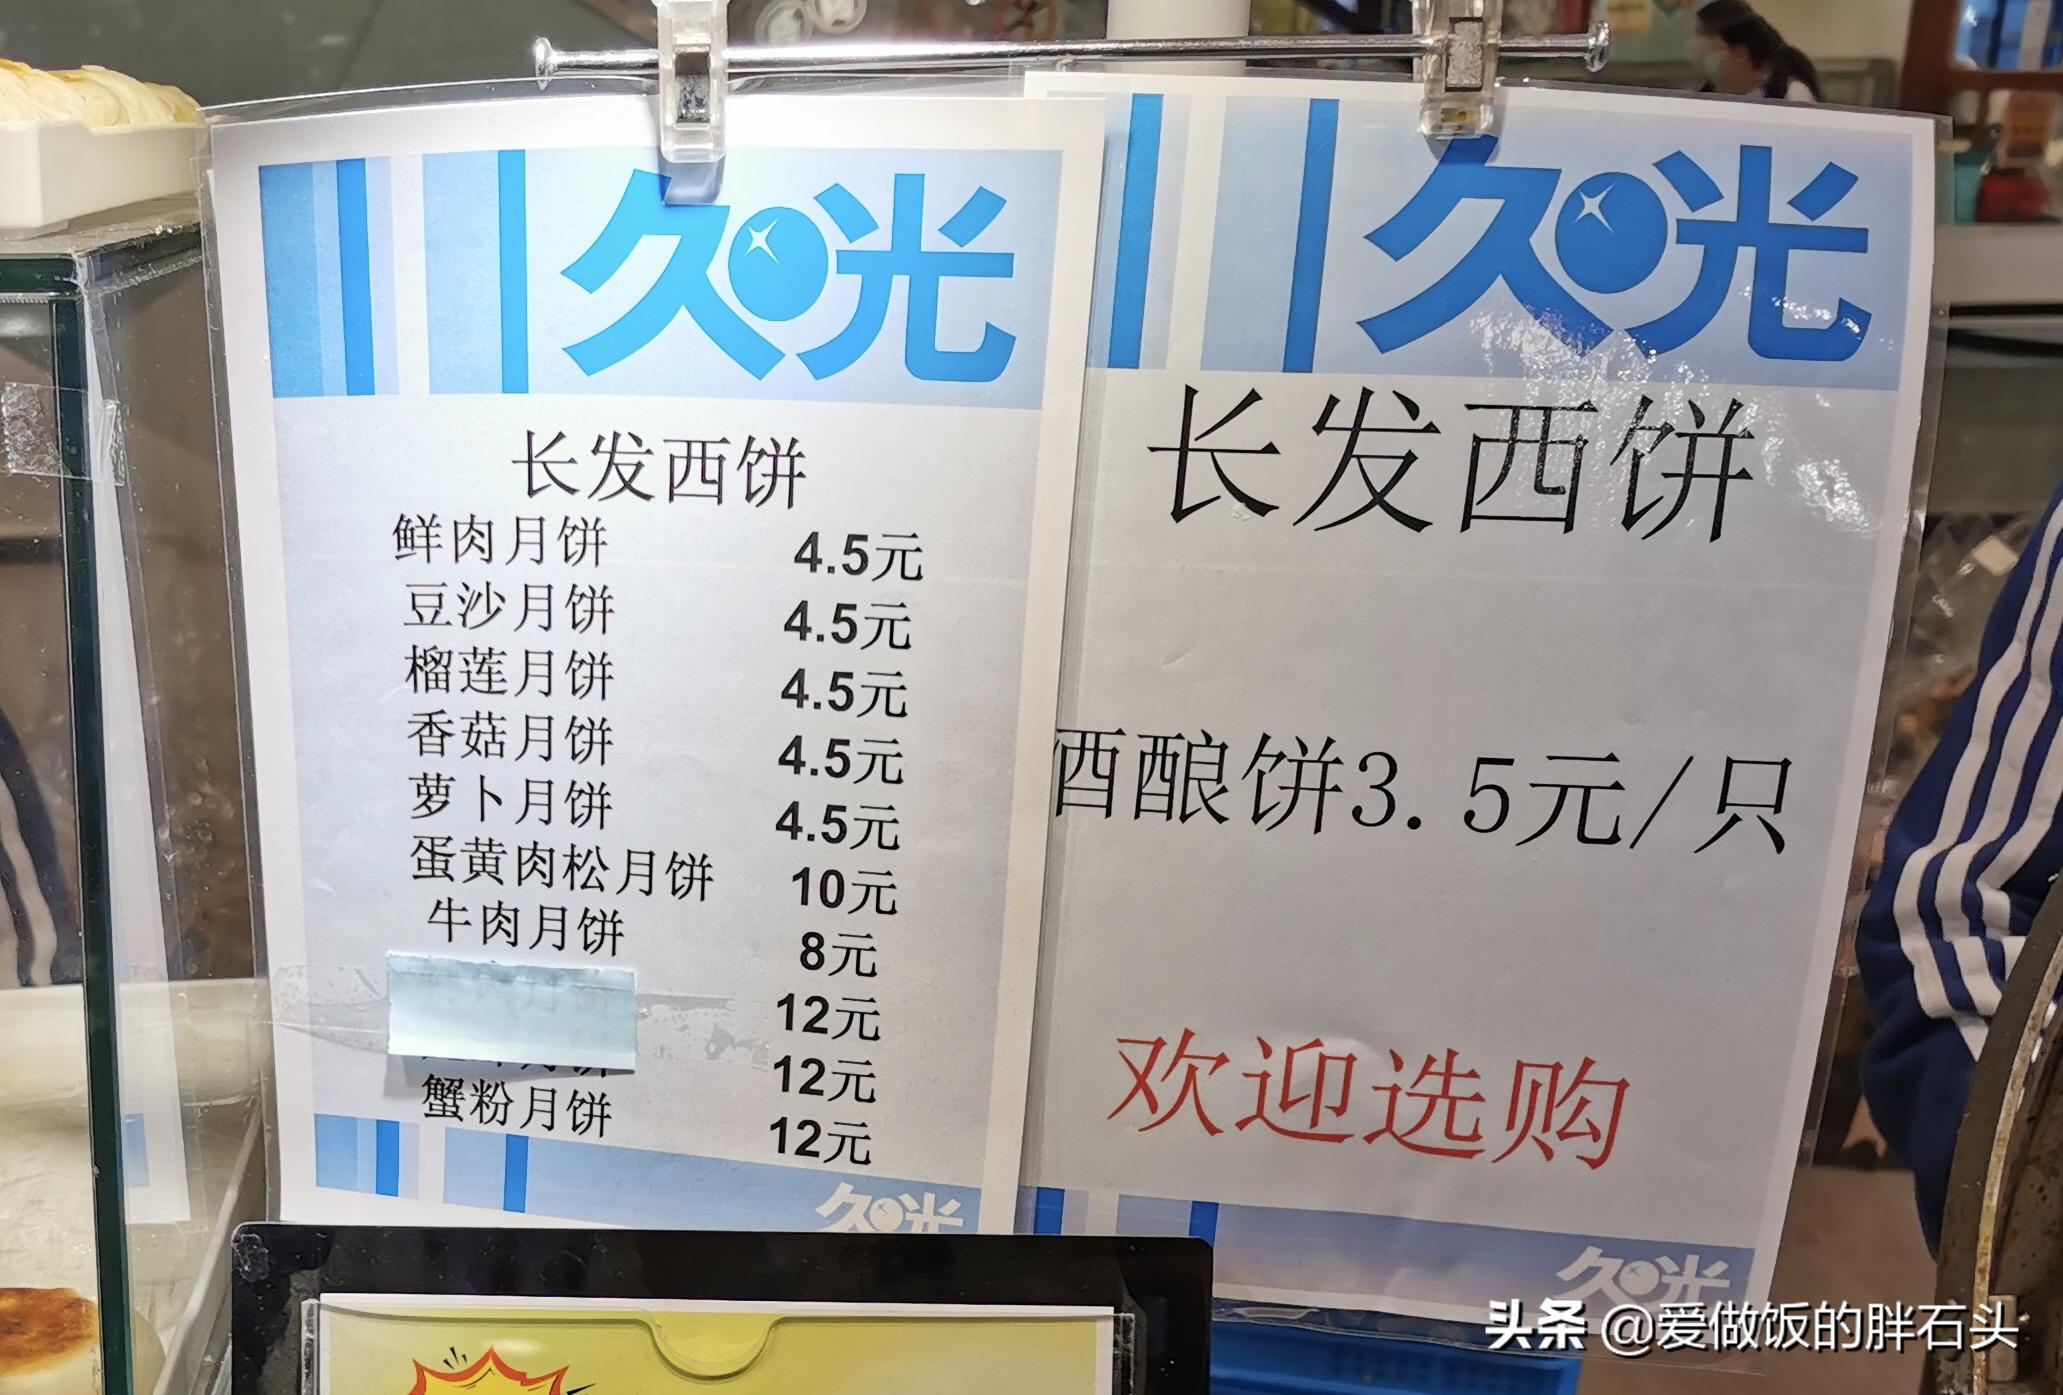 久光
长发西饼
鲜肉月饼 4.5元
豆沙月饼 4.5元
榴莲月饼 4.5元
香菇月饼 4.5元
萝卜月饼 4.5元
蛋黄肉松月饼 10元
牛肉月饼 8元
12元
月饼 12元
蟹粉月饼 12元
久光
久光
长发西饼
酒酿饼3.5元/只
欢迎选购
久光
头条 @爱做饭的胖石头